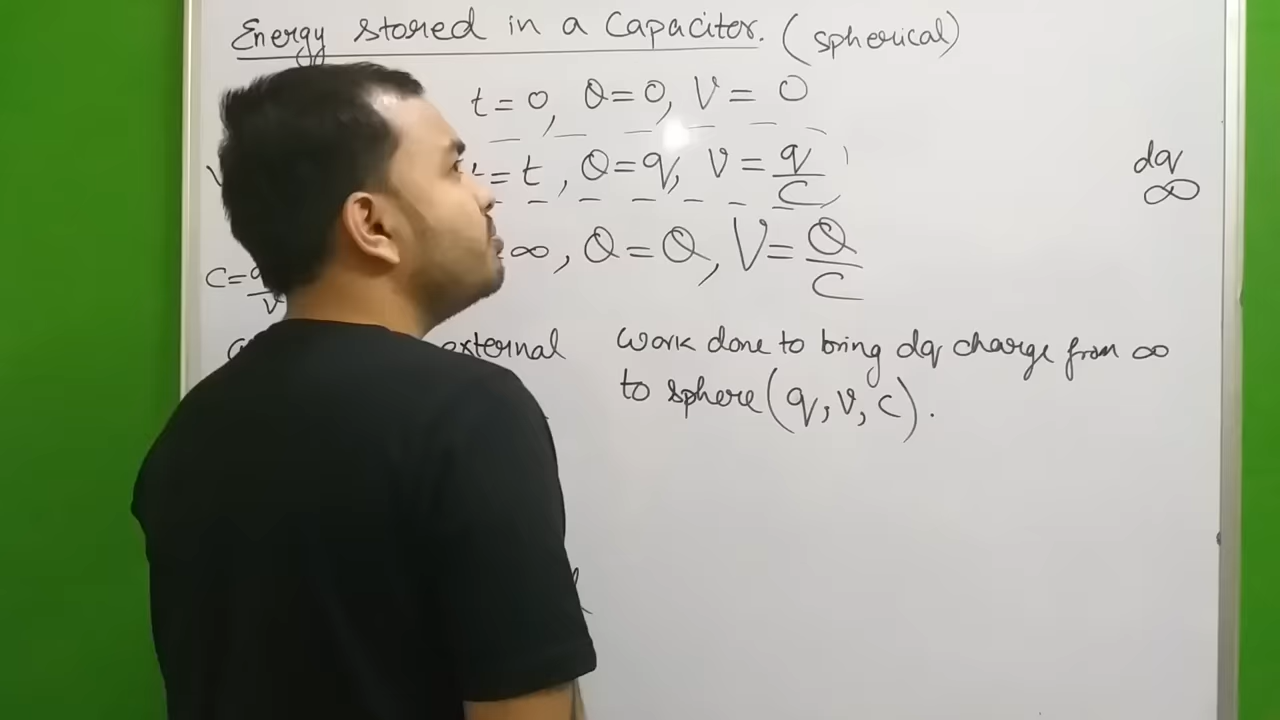 Energy stored in a Capacitor. (spherical)
t = 0, Q = 0, V = 0
t = t, Q = q, V = q/C
∞, Q = Q, V = Q/C
dq
∞
C =
V
external
Work done to bring dq charge from ∞
to sphere (q, v, c).